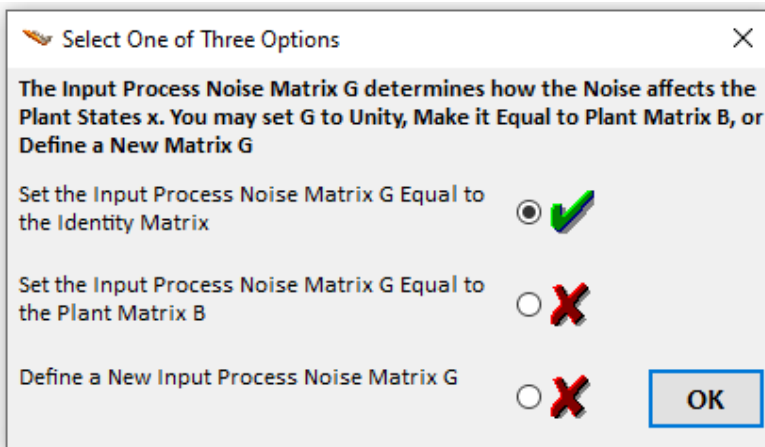 Select One of Three Options
The Input Process Noise Matrix G determines how the Noise affects the
Plant States x. You may set G to Unity, Make it Equal to Plant Matrix B, or
Define a New Matrix G
Set the Input Process Noise Matrix G Equal to
the Identity Matrix
Set the Input Process Noise Matrix G Equal to
the Plant Matrix B
Define a New Input Process Noise Matrix G
OK